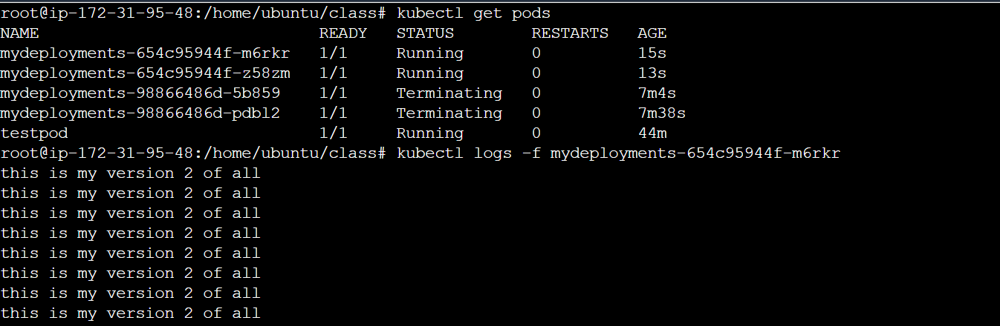 root@ip-172-31-95-48:/home/ubuntu/class# kubectl get pods
NAME READY STATUS RESTARTS AGE
mydeployments-654c95944f-m6rkr 1/1 Running 0 15s
mydeployments-654c95944f-z58zm 1/1 Running 0 13s
mydeployments-98866486d-5b859 1/1 Terminating 0 7m4s
mydeployments-98866486d-pdbl2 1/1 Terminating 0 7m38s
testpod 1/1 Running 0 44m
root@ip-172-31-95-48:/home/ubuntu/class# kubectl logs -f mydeployments-654c95944f-m6rkr
this is my version 2 of all
this is my version 2 of all
this is my version 2 of all
this is my version 2 of all
this is my version 2 of all
this is my version 2 of all
this is my version 2 of all
this is my version 2 of all